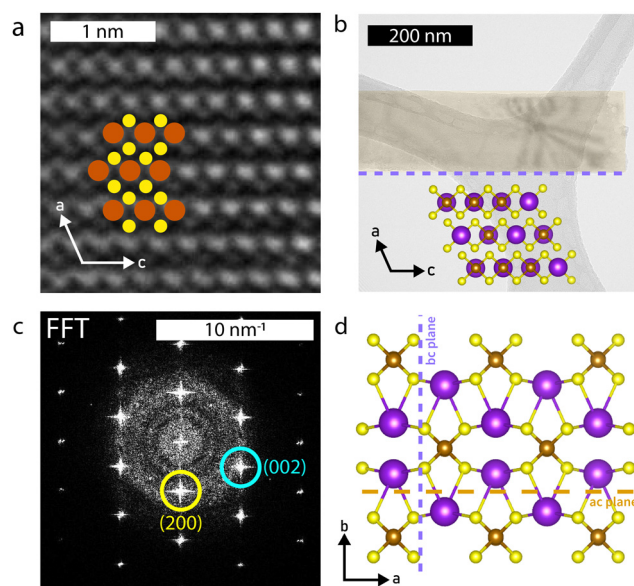 a
1 nm
a
c
b
200 nm
a
c
c
FFT
10 nm⁻¹
(002)
(200)
d
bc plane
ac plane
b
a